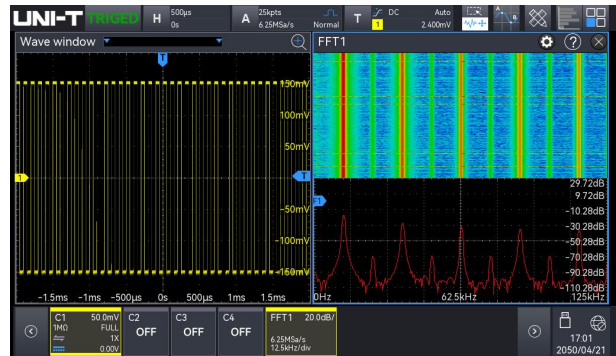 UNI-T TRIGED H 500μs 0s A 25kpts 6.25MSa/s Normal T DC 1 Auto 2.400mV
Wave window FFT1
T
150mV
100mV
50mV
1
T
-50mV
-100mV
-150mV
-1.5ms -1ms -500μs 0s 500μs 1ms 1.5ms
29.72dB
9.72dB
-10.28dB
-30.28dB
-50.28dB
-70.28dB
-90.28dB
-110.28dB
0Hz 62.5kHz 125kHz
C1 50.0mV
1MΩ FULL
1X
0.00V
C2 OFF
C3 OFF
C4 OFF
FFT1 20.0dB/
6.25MSa/s
12.5kHz/div
17:01
2050/04/21